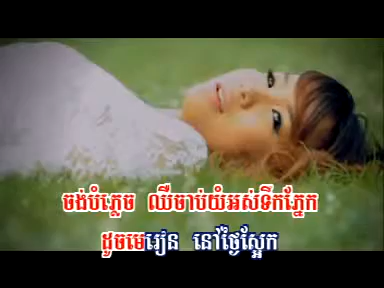 ចង់បំភ្លេច ឈឺចាប់យំអស់ទឹកភ្នែក
ដូចមេរៀន នៅថ្ងៃស្អែក